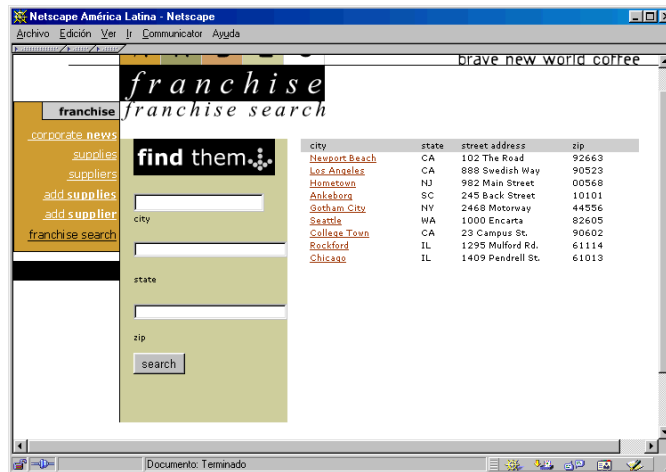 Netscape América Latina - Netscape
Archivo Edición Ver Ir Communicator Ayuda
brave new world coffee
franchise
franchise search
franchise
corporate news
supplies
suppliers
add supplies
add supplier
franchise search
find them
city
state
zip
search
city state street address zip
Newport Beach CA 102 The Road 92663
Los Angeles CA 888 Swedish Way 90523
Hometown NJ 982 Main Street 00568
Ankeborg SC 245 Back Street 10101
Gotham City NY 2468 Motorway 44556
Seattle WA 1000 Encarta 82605
College Town CA 23 Campus St. 90602
Rockford IL 1295 Mulford Rd. 61114
Chicago IL 1409 Pendrell St. 61013
Documento: Terminado